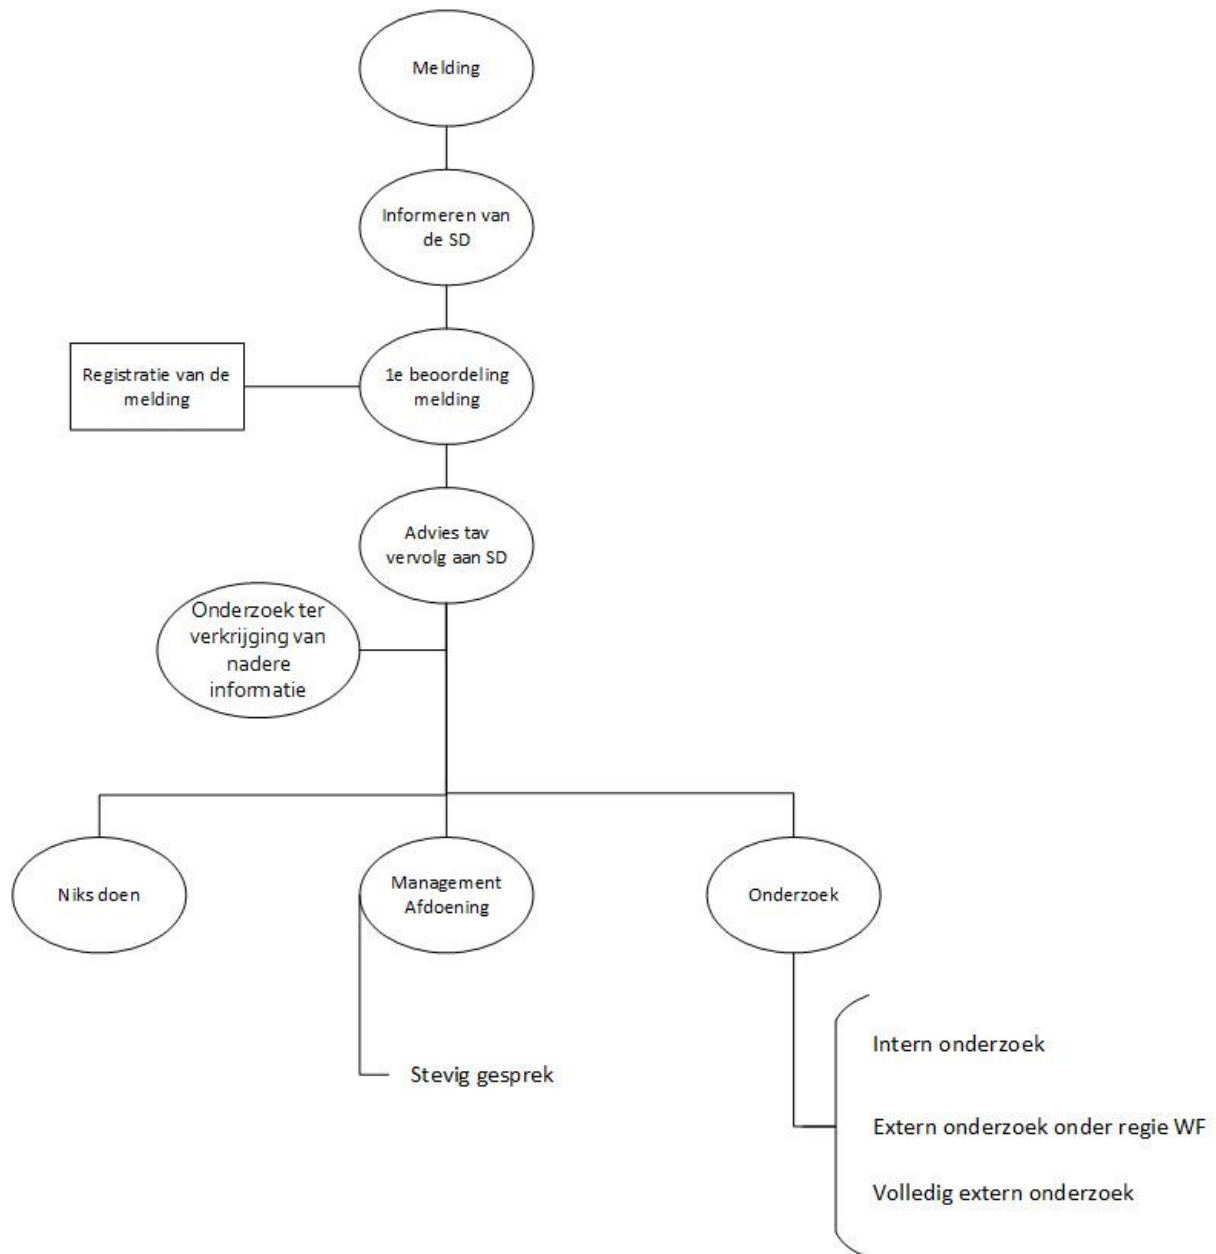 Melding
Informeren van
de SD
Registratie van de
melding
1e beoordeling
melding
Advies tav
vervolg aan SD
Onderzoek ter
verkrijging van
nadere
informatie
Niks doen
Management
Afdoening
Onderzoek
Stevig gesprek
Intern onderzoek
Extern onderzoek onder regie WF
Volledig extern onderzoek